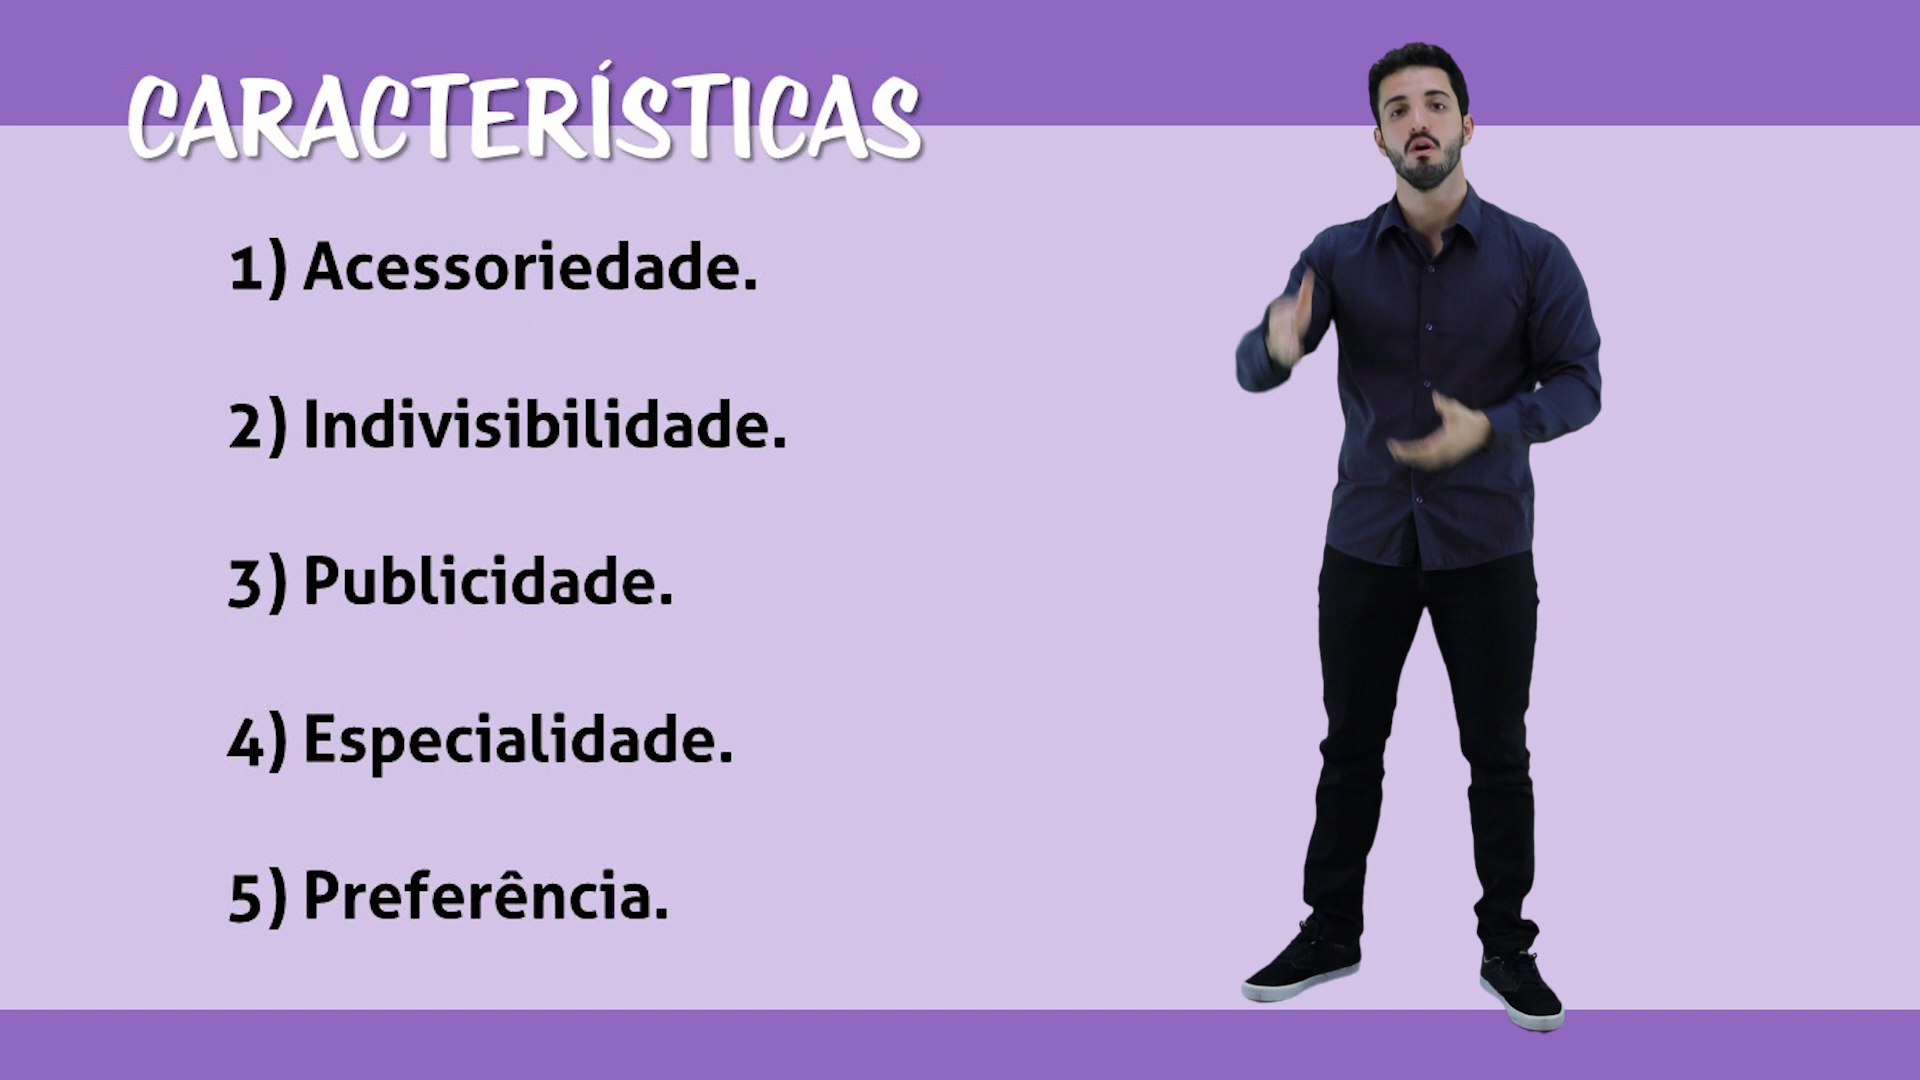 CARACTERÍSTICAS
1) Acessoriedade.
2) Indivisibilidade.
3) Publicidade.
4) Especialidade.
5) Preferência.